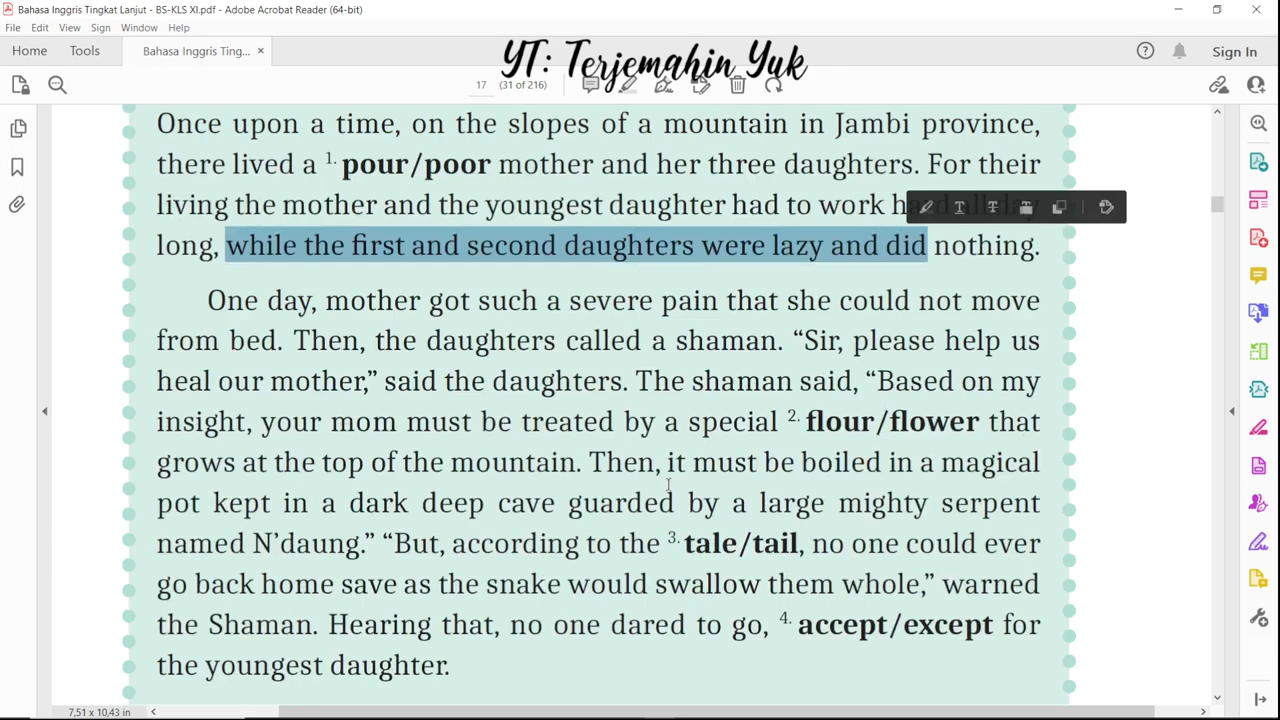 Bahasa Inggris Tingkat Lanjut - BS-KLS XI.pdf - Adobe Acrobat Reader (64-bit)
File Edit View Sign Window Help
Home Tools Bahasa Inggris Ting... × Sign In
YT: Terjemahin Yuk
17 (31 of 216)
Once upon a time, on the slopes of a mountain in Jambi province,
there lived a 1. pour/poor mother and her three daughters. For their
living the mother and the youngest daughter had to work hard all day
long, while the first and second daughters were lazy and did nothing.
One day, mother got such a severe pain that she could not move
from bed. Then, the daughters called a shaman. “Sir, please help us
heal our mother,” said the daughters. The shaman said, “Based on my
insight, your mom must be treated by a special 2. flour/flower that
grows at the top of the mountain. Then, it must be boiled in a magical
pot kept in a dark deep cave guarded by a large mighty serpent
named N’daung.” “But, according to the 3. tale/tail, no one could ever
go back home save as the snake would swallow them whole,” warned
the Shaman. Hearing that, no one dared to go, 4. accept/except for
the youngest daughter.
7,51 x 10,43 in